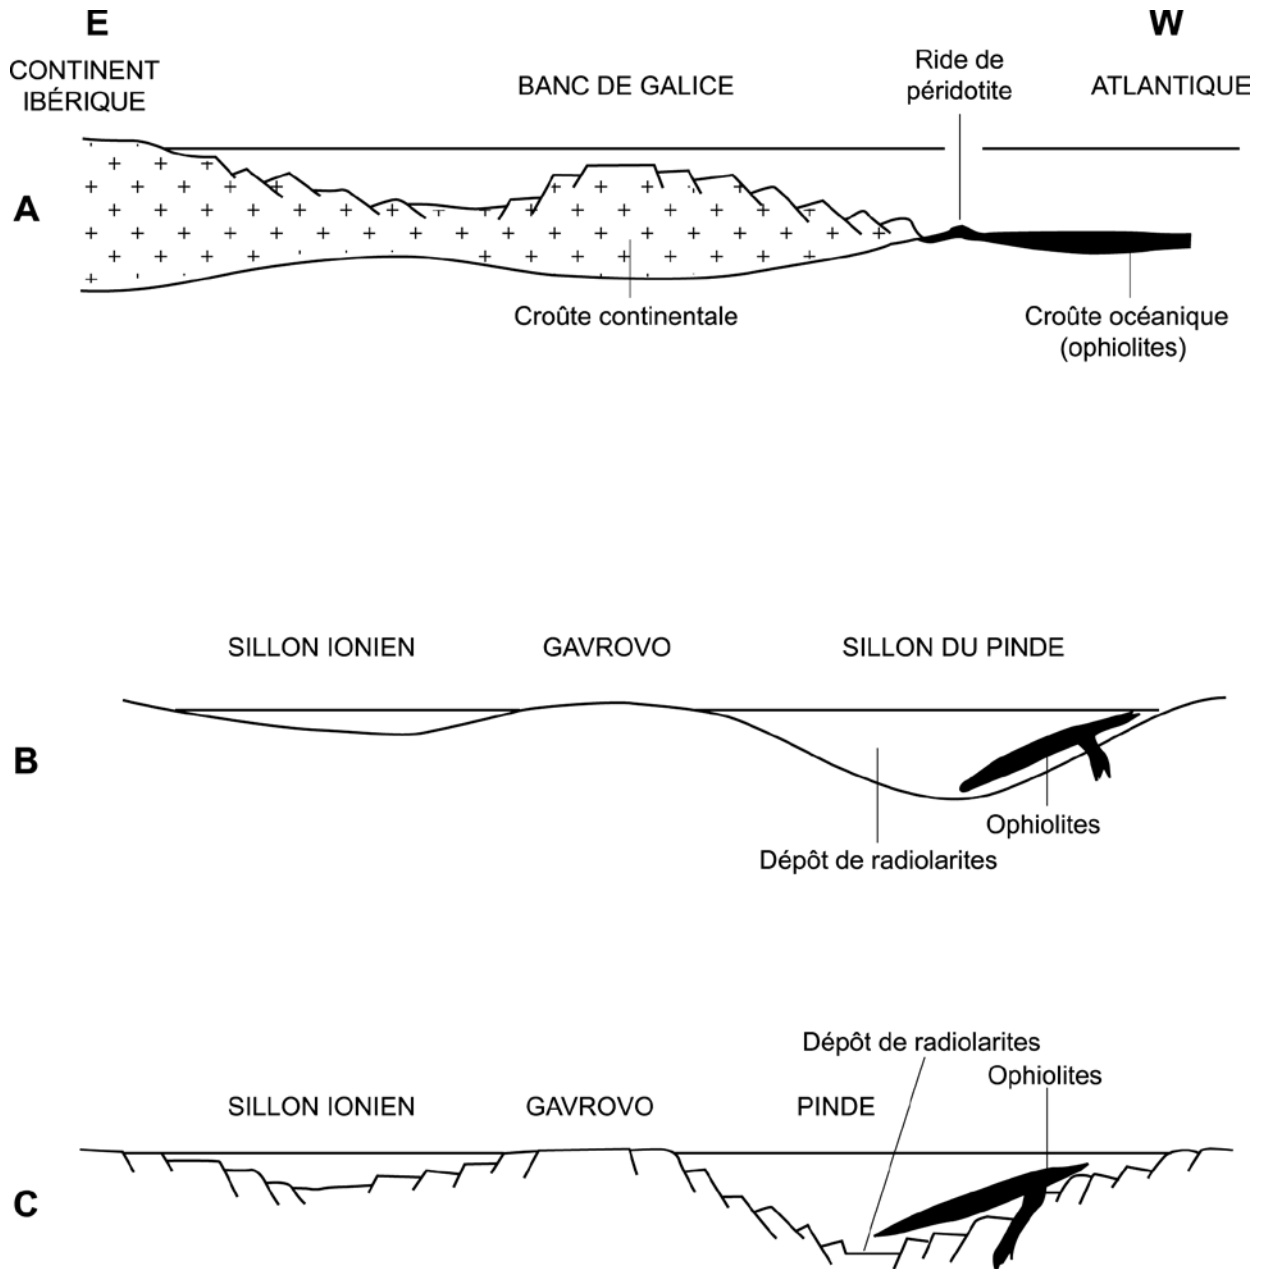 E
W
CONTINENT
IBÉRIQUE
BANC DE GALICE
Ride de
péridotite
ATLANTIQUE
A
Croûte continentale
Croûte océanique
(ophiolites)
SILLON IONIEN
GAVROVO
SILLON DU PINDE
B
Ophiolites
Dépôt de radiolarites
Dépôt de radiolarites
Ophiolites
SILLON IONIEN
GAVROVO
PINDE
C